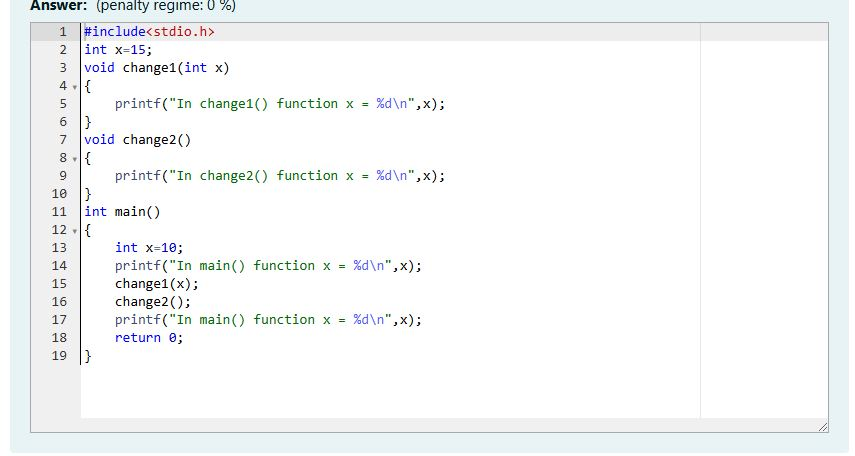 Answer: (penalty regime: 0 %)
1 #include<stdio.h>
2 int x=15;
3 void change1(int x)
4 {
5 printf("In change1() function x = %d\n",x);
6 }
7 void change2()
8 {
9 printf("In change2() function x = %d\n",x);
10 }
11 int main()
12 {
13 int x=10;
14 printf("In main() function x = %d\n",x);
15 change1(x);
16 change2();
17 printf("In main() function x = %d\n",x);
18 return 0;
19 }